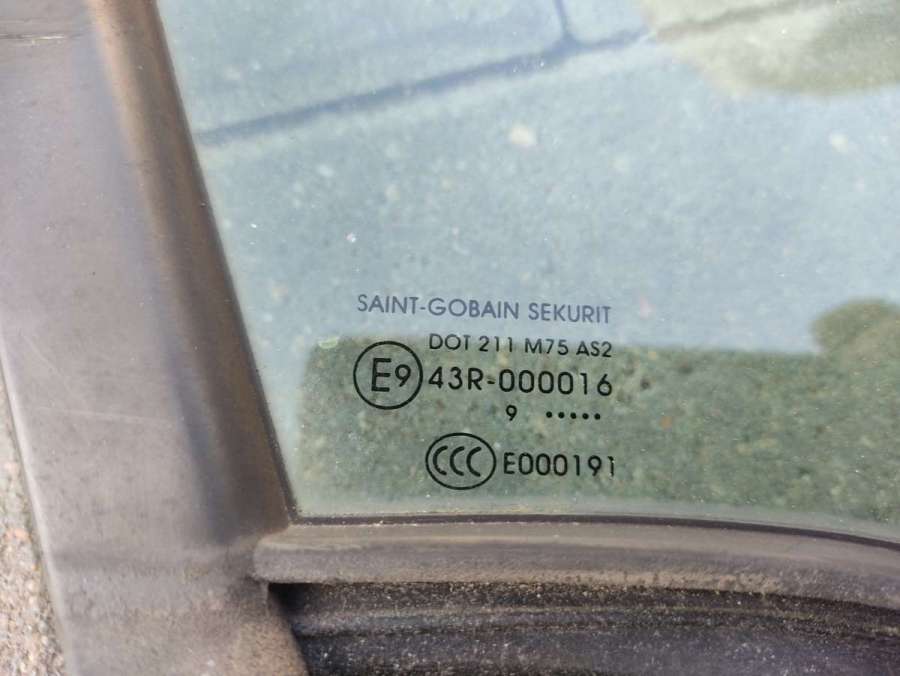 SAINT-GOBAIN SEKURIT
DOT 211 M75 AS2
E9 43R-000016
9 •••••
CCC E000191